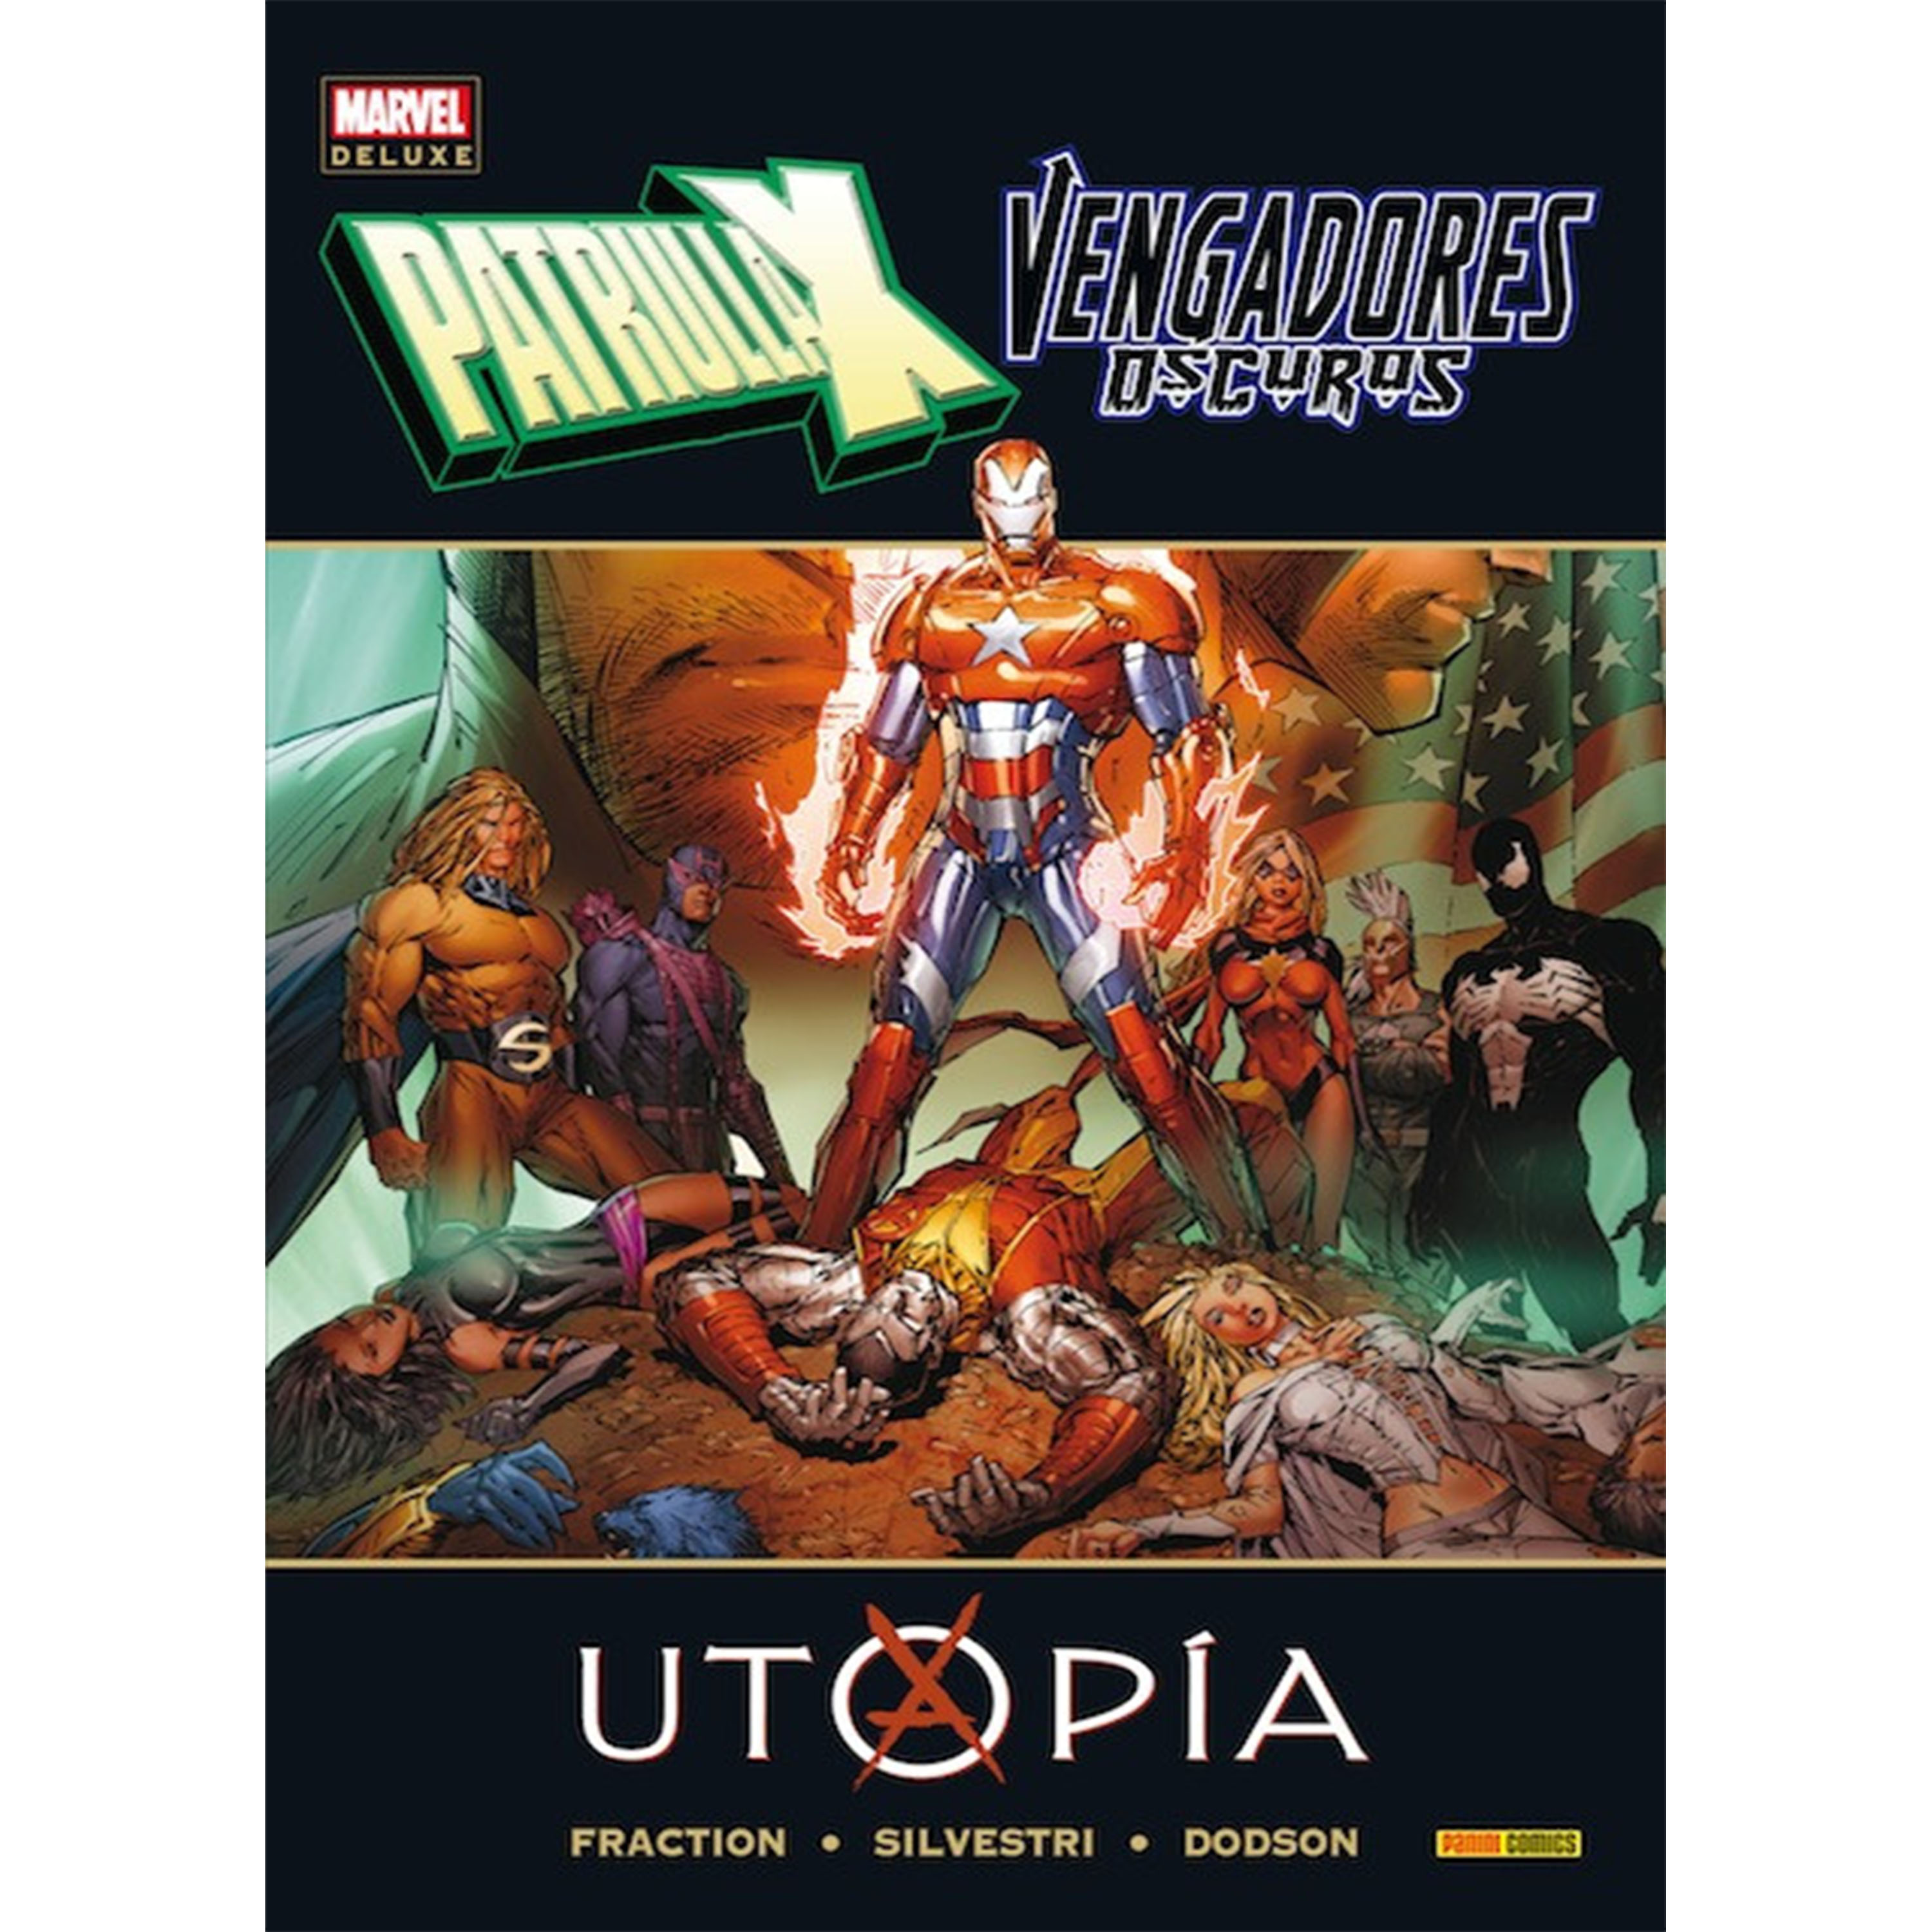 MARVEL
DELUXE
PATRULLA X
VENGADORES
OSCUROS
S
UTOPÍA
FRACTION • SILVESTRI • DODSON
PANINI COMICS